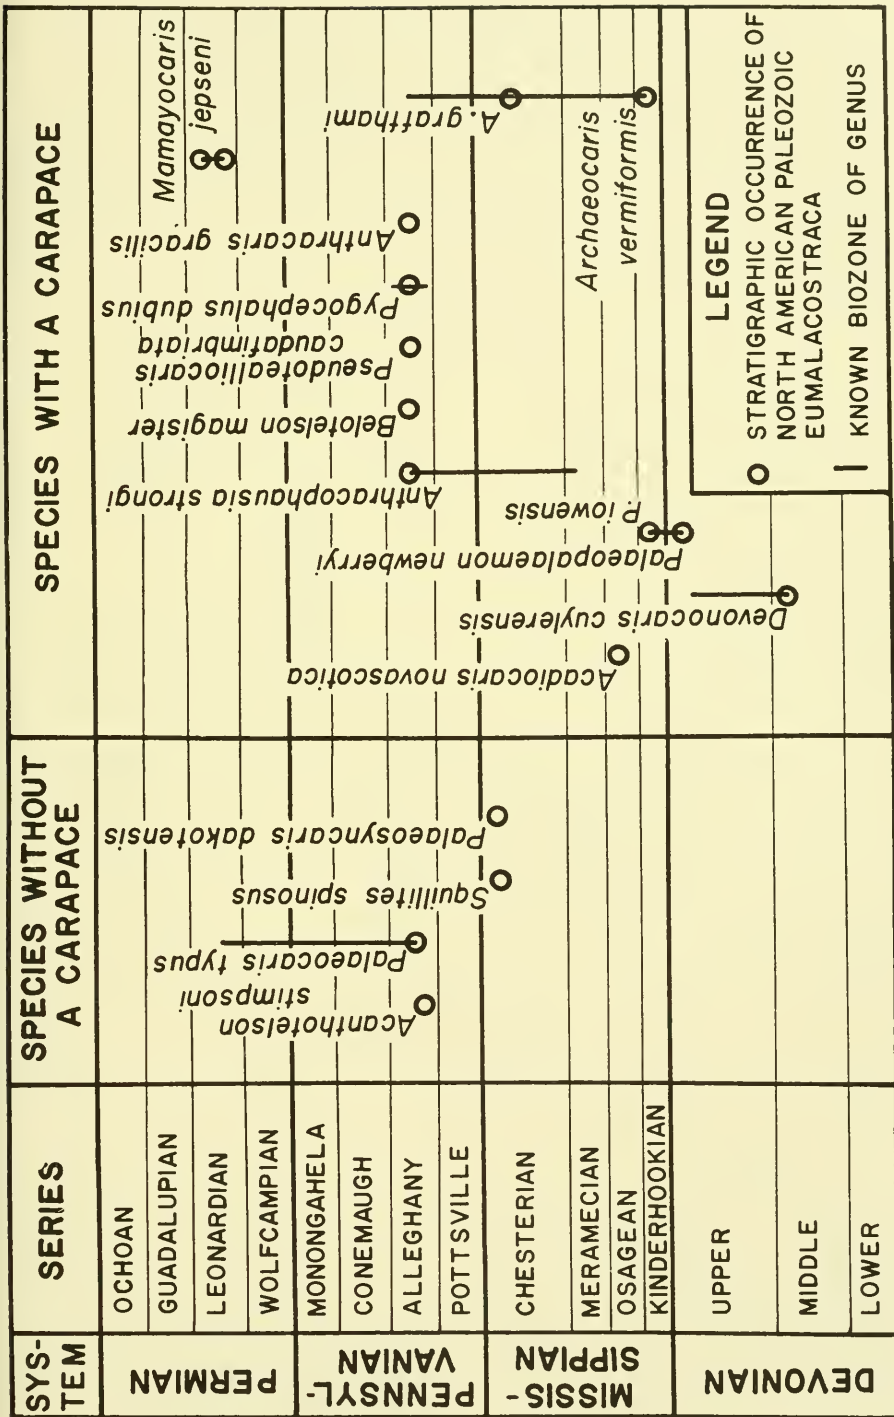 SYS-
TEM
SERIES
SPECIES WITHOUT
A CARAPACE
SPECIES WITH A CARAPACE
PERMIAN
OCHOAN
GUADALUPIAN
LEONARDIAN
WOLFCAMPIAN
PENNSYL-
VANIAN
MONONGAHELA
CONEMAUGH
ALLEGHANY
POTTSVILLE
MISSIS-
SIPPIAN
CHESTERIAN
MERAMECIAN
OSAGEAN
KINDERHOOKIAN
DEVONIAN
UPPER
MIDDLE
LOWER
Acanthotelson
stimpsoni
Palaeocaris typus
Squillites spinosus
Palaeosyncaris dakotensis
Acadiocaris novascotica
Devonocaris cuylerensis
Palaeopalaemon newberryi
P. iowensis
Anthracophausia strongi
Belotelson magister
Pseudotealliocaris
caudafimbriata
Pygocephalus dubius
Anthracaris gracilis
Mamayocaris
jepseni
A. graffhami
Archaeocaris
vermiformis
LEGEND
STRATIGRAPHIC OCCURRENCE OF
NORTH AMERICAN PALEOZOIC
EUMALACOSTRACA
KNOWN BIOZONE OF GENUS